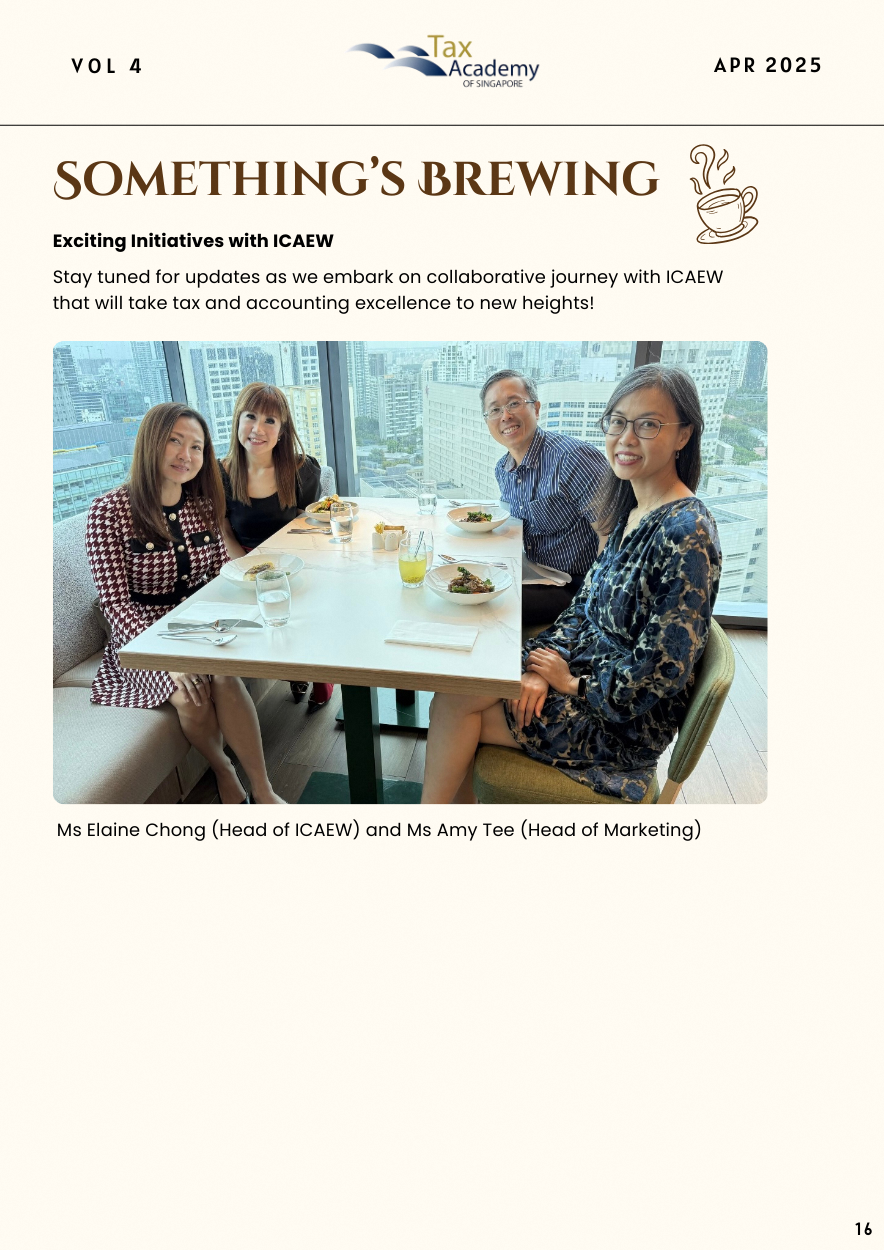 VOL 4
Tax
Academy
OF SINGAPORE
APR 2025
SOMETHING'S BREWING
Exciting Initiatives with ICAEW
Stay tuned for updates as we embark on collaborative journey with ICAEW
that will take tax and accounting excellence to new heights!
Ms Elaine Chong (Head of ICAEW) and Ms Amy Tee (Head of Marketing)
16